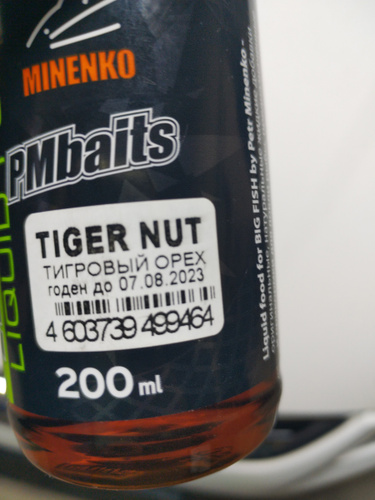 MINENKO
PMbaits
TIGER NUT
ТИГРОВЫЙ ОРЕХ
годен до 07.08.2023
4 603739 499464
200 ml
Liquid food for BIG FISH by Petr Minenko -
LIQUID